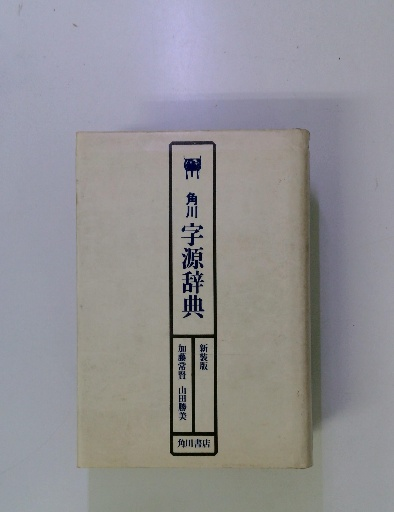 角川
字源辞典
新装版
加藤常賢 山田勝美
角川書店